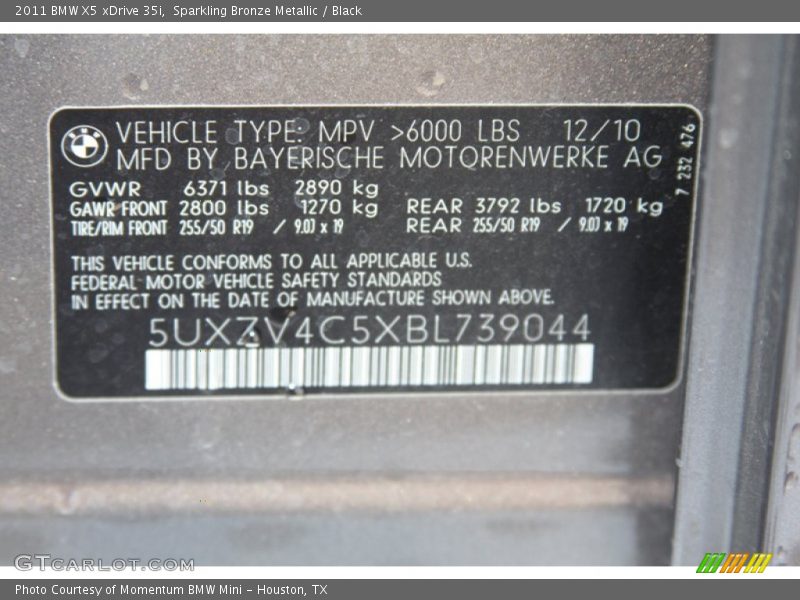 2011 BMW X5 xDrive 35i, Sparkling Bronze Metallic / Black
BMW
VEHICLE TYPE: MPV >6000 LBS 12/10
MFD BY BAYERISCHE MOTORENWERKE AG
7 232 476
GVWR 6371 lbs 2890 kg
GAWR FRONT 2800 lbs 1270 kg REAR 3792 lbs 1720 kg
TIRE/RIM FRONT 255/50 R19 / 9.0J x 19 REAR 255/50 R19 / 9.0J x 19
THIS VEHICLE CONFORMS TO ALL APPLICABLE U.S.
FEDERAL MOTOR VEHICLE SAFETY STANDARDS
IN EFFECT ON THE DATE OF MANUFACTURE SHOWN ABOVE.
5UXZV4C5XBL739044
GTCARLOT.COM
Photo Courtesy of Momentum BMW Mini - Houston, TX